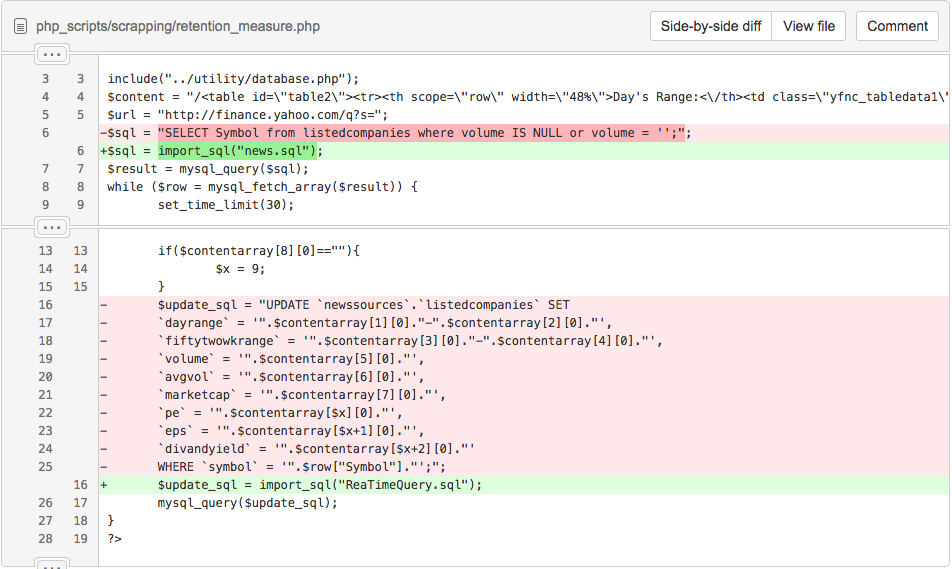 php_scripts/scrapping/retention_measure.php Side-by-side diff View file Comment
...
3 3 include("../utility/database.php");
4 4 $content = "/<table id=\"table2\"><tr><th scope=\"row\" width=\"48%\">Day's Range:<\/th><td class=\"yfnc_tabledata1\"
5 5 $url = "http://finance.yahoo.com/q?s=";
6 −$sql = "SELECT Symbol from listedcompanies where volume IS NULL or volume = '';";
6 +$sql = import_sql("news.sql");
7 7 $result = mysql_query($sql);
8 8 while ($row = mysql_fetch_array($result)) {
9 9 set_time_limit(30);
...
13 13 if($contentarray[8][0]==""){
14 14 $x = 9;
15 15 }
16 − $update_sql = "UPDATE `newssources`.`listedcompanies` SET
17 − `dayrange` = '".$contentarray[1][0]."−".$contentarray[2][0]."',
18 − `fiftytwowkrange` = '".$contentarray[3][0]."−".$contentarray[4][0]."',
19 − `volume` = '".$contentarray[5][0]."',
20 − `avgvol` = '".$contentarray[6][0]."',
21 − `marketcap` = '".$contentarray[7][0]."',
22 − `pe` = '".$contentarray[$x][0]."',
23 − `eps` = '".$contentarray[$x+1][0]."',
24 − `divandyield` = '".$contentarray[$x+2][0]."'
25 − WHERE `symbol` = '".$row["Symbol"]."';";
16 + $update_sql = import_sql("ReaTimeQuery.sql");
26 17 mysql_query($update_sql);
27 18 }
28 19 ?>
...